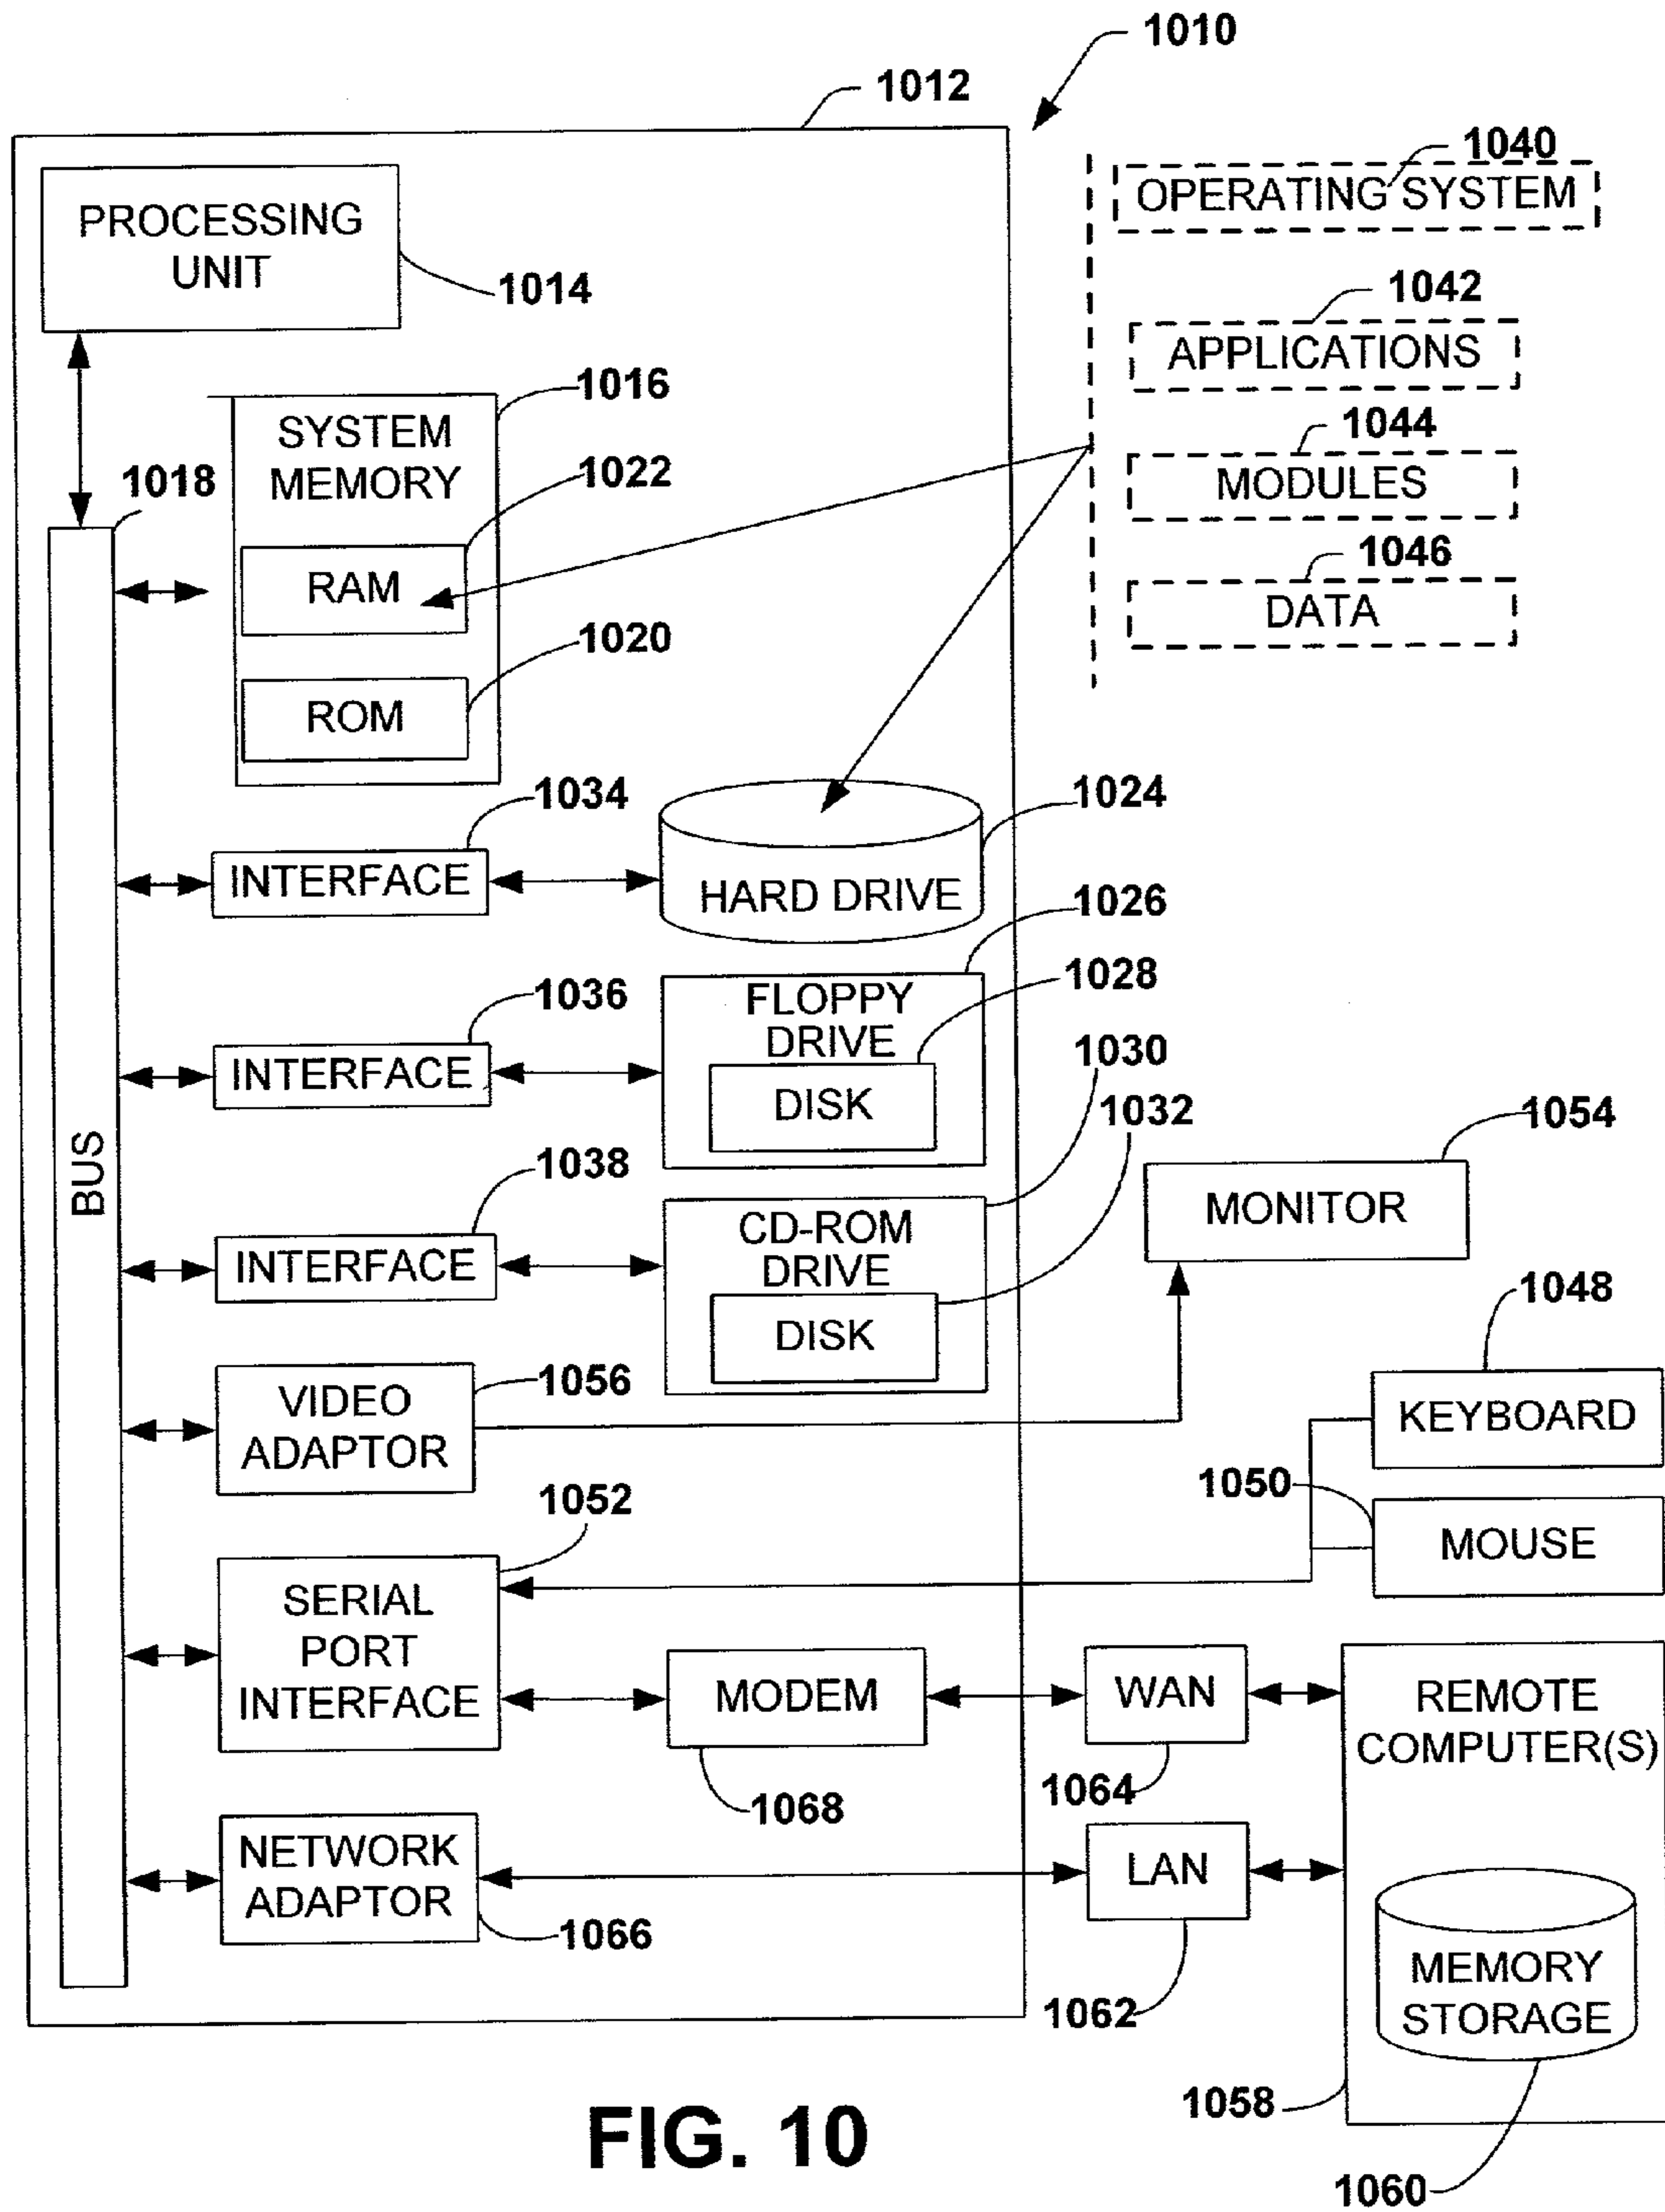 1010
1012
1040
OPERATING SYSTEM
PROCESSING
UNIT
1014
1042
APPLICATIONS
1016
SYSTEM
MEMORY
1044
MODULES
1018
1022
RAM
1046
DATA
1020
ROM
1034
INTERFACE
1024
HARD DRIVE
1026
1036
INTERFACE
FLOPPY
DRIVE
1028
DISK
1030
1032
BUS
1038
INTERFACE
CD-ROM
DRIVE
DISK
1054
MONITOR
1048
KEYBOARD
1056
VIDEO
ADAPTOR
1050
MOUSE
1052
SERIAL
PORT
INTERFACE
MODEM
1068
WAN
1064
REMOTE
COMPUTER(S)
NETWORK
ADAPTOR
1066
LAN
1062
MEMORY
STORAGE
1058
1060
FIG. 10